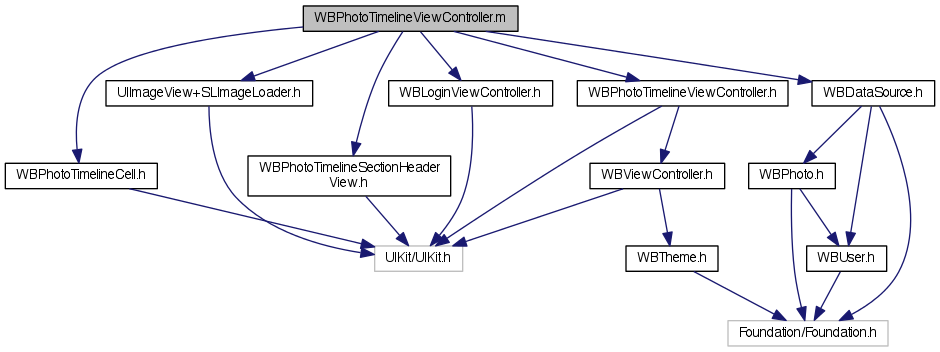 WBPhotoTimelineViewController.m
UIImageView+SLImageLoader.h
WBLoginViewController.h
WBPhotoTimelineViewController.h
WBDataSource.h
WBPhotoTimelineCell.h
WBPhotoTimelineSectionHeader
View.h
WBViewController.h
WBPhoto.h
UIKit/UIKit.h
WBTheme.h
WBUser.h
Foundation/Foundation.h